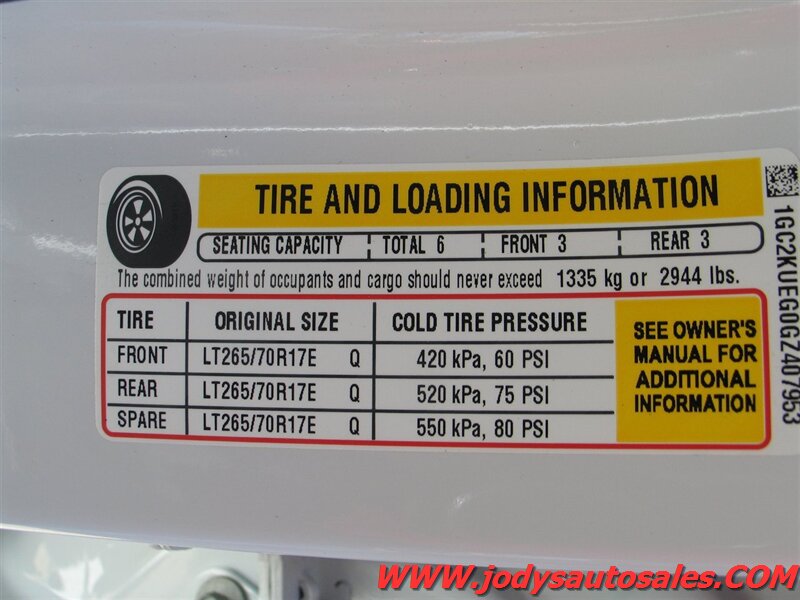 TIRE AND LOADING INFORMATION
SEATING CAPACITY TOTAL 6 FRONT 3 REAR 3
The combined weight of occupants and cargo should never exceed 1335 kg or 2944 lbs.
TIRE ORIGINAL SIZE COLD TIRE PRESSURE
FRONT LT265/70R17E Q 420 kPa, 60 PSI
REAR LT265/70R17E Q 520 kPa, 75 PSI
SPARE LT265/70R17E Q 550 kPa, 80 PSI
SEE OWNER'S
MANUAL FOR
ADDITIONAL
INFORMATION
1GC2KUEG0GZ407953
WWW.jodysautosales.COM